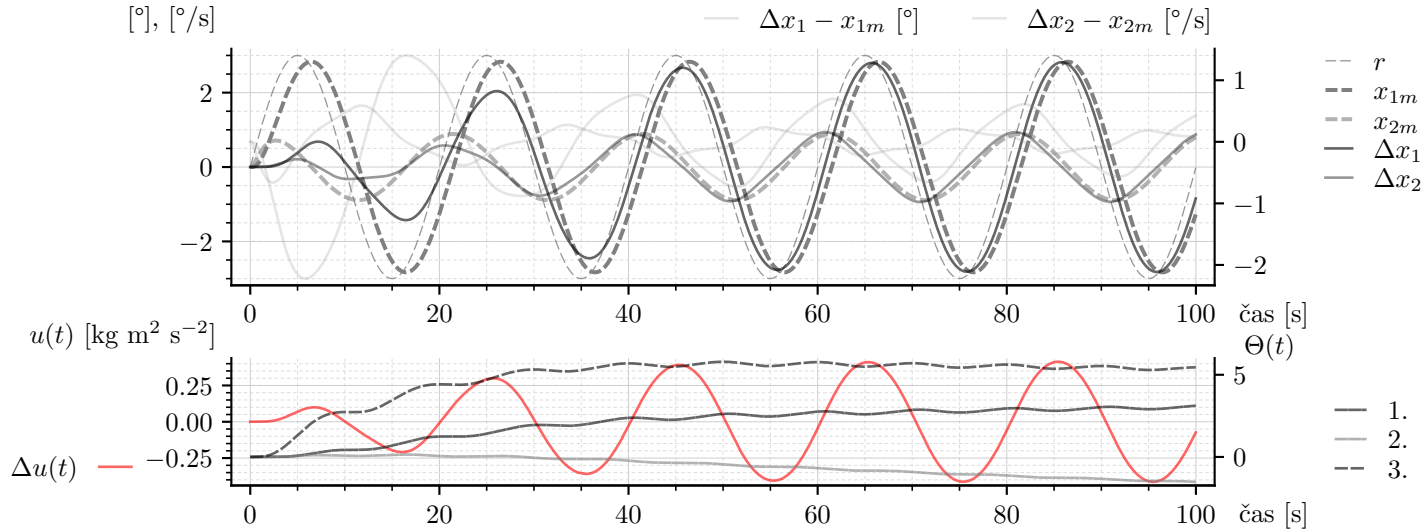 [°], [°/s]
Δx₁ − x₁ₘ [°] Δx₂ − x₂ₘ [°/s]
2
0
−2
1
0
−1
−2
r
x₁ₘ
x₂ₘ
Δx₁
Δx₂
0 20 40 60 80 100
čas [s]
u(t) [kg m² s⁻²]
Θ(t)
0.25
0.00
−0.25
5
0
Δu(t)
1.
2.
3.
0 20 40 60 80 100
čas [s]